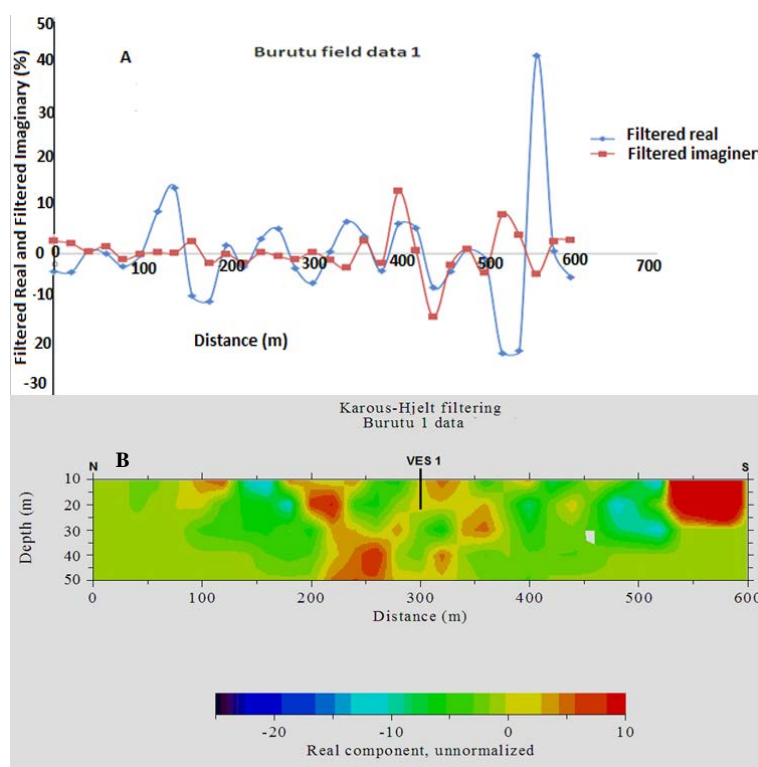 50
Burutu field data 1
A
40
30
20
10
0
-10
20
-30
Filtered Real and Filtered Imaginary (%)
Filtered real
Filtered imaginer
0
100
200
300
400
500
600
700
Distance (m)
Karous-Hjelt filtering
Burutu 1 data
N
B
VES 1
S
10
20
30
40
50
Depth (m)
0
100
200
300
400
500
600
Distance (m)
-20
-10
0
10
Real component, unnormalized